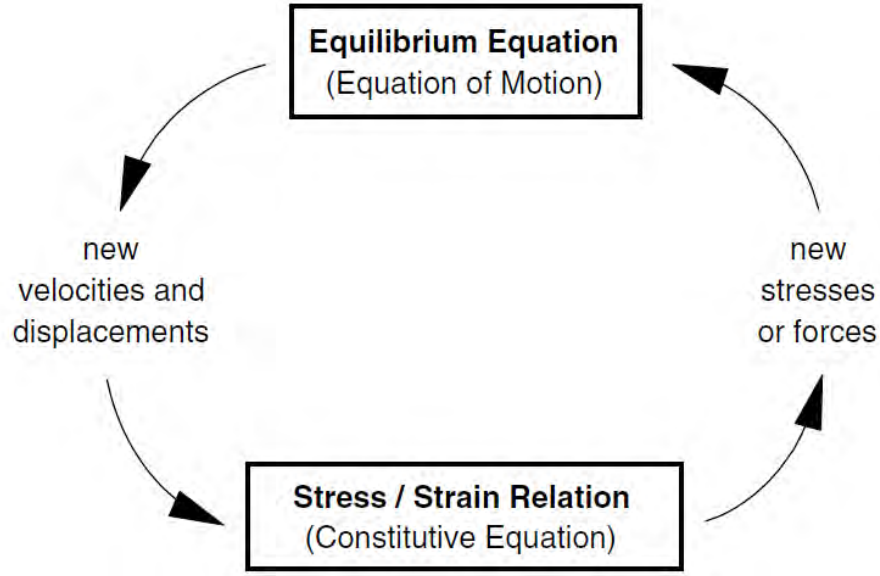 Equilibrium Equation
(Equation of Motion)
new
velocities and
displacements
new
stresses
or forces
Stress / Strain Relation
(Constitutive Equation)